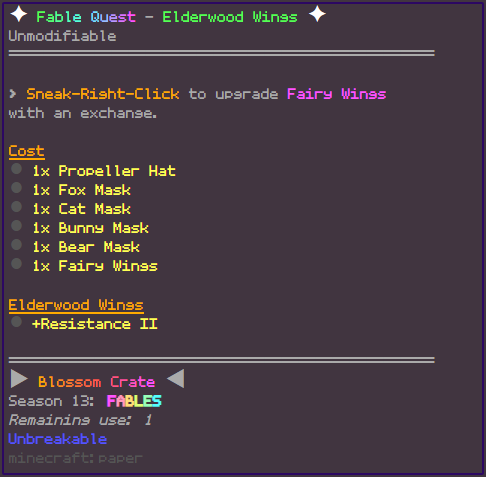 ✦ Fable Quest - Elderwood Wings ✦
Unmodifiable
> Sneak-Right-Click to upgrade Fairy Wings
with an exchange.
Cost
● 1x Propeller Hat
● 1x Fox Mask
● 1x Cat Mask
● 1x Bunny Mask
● 1x Bear Mask
● 1x Fairy Wings
Elderwood Wings
● +Resistance II
▶ Blossom Crate ◀
Season 13: FABLES
Remaining use: 1
Unbreakable
minecraft:paper